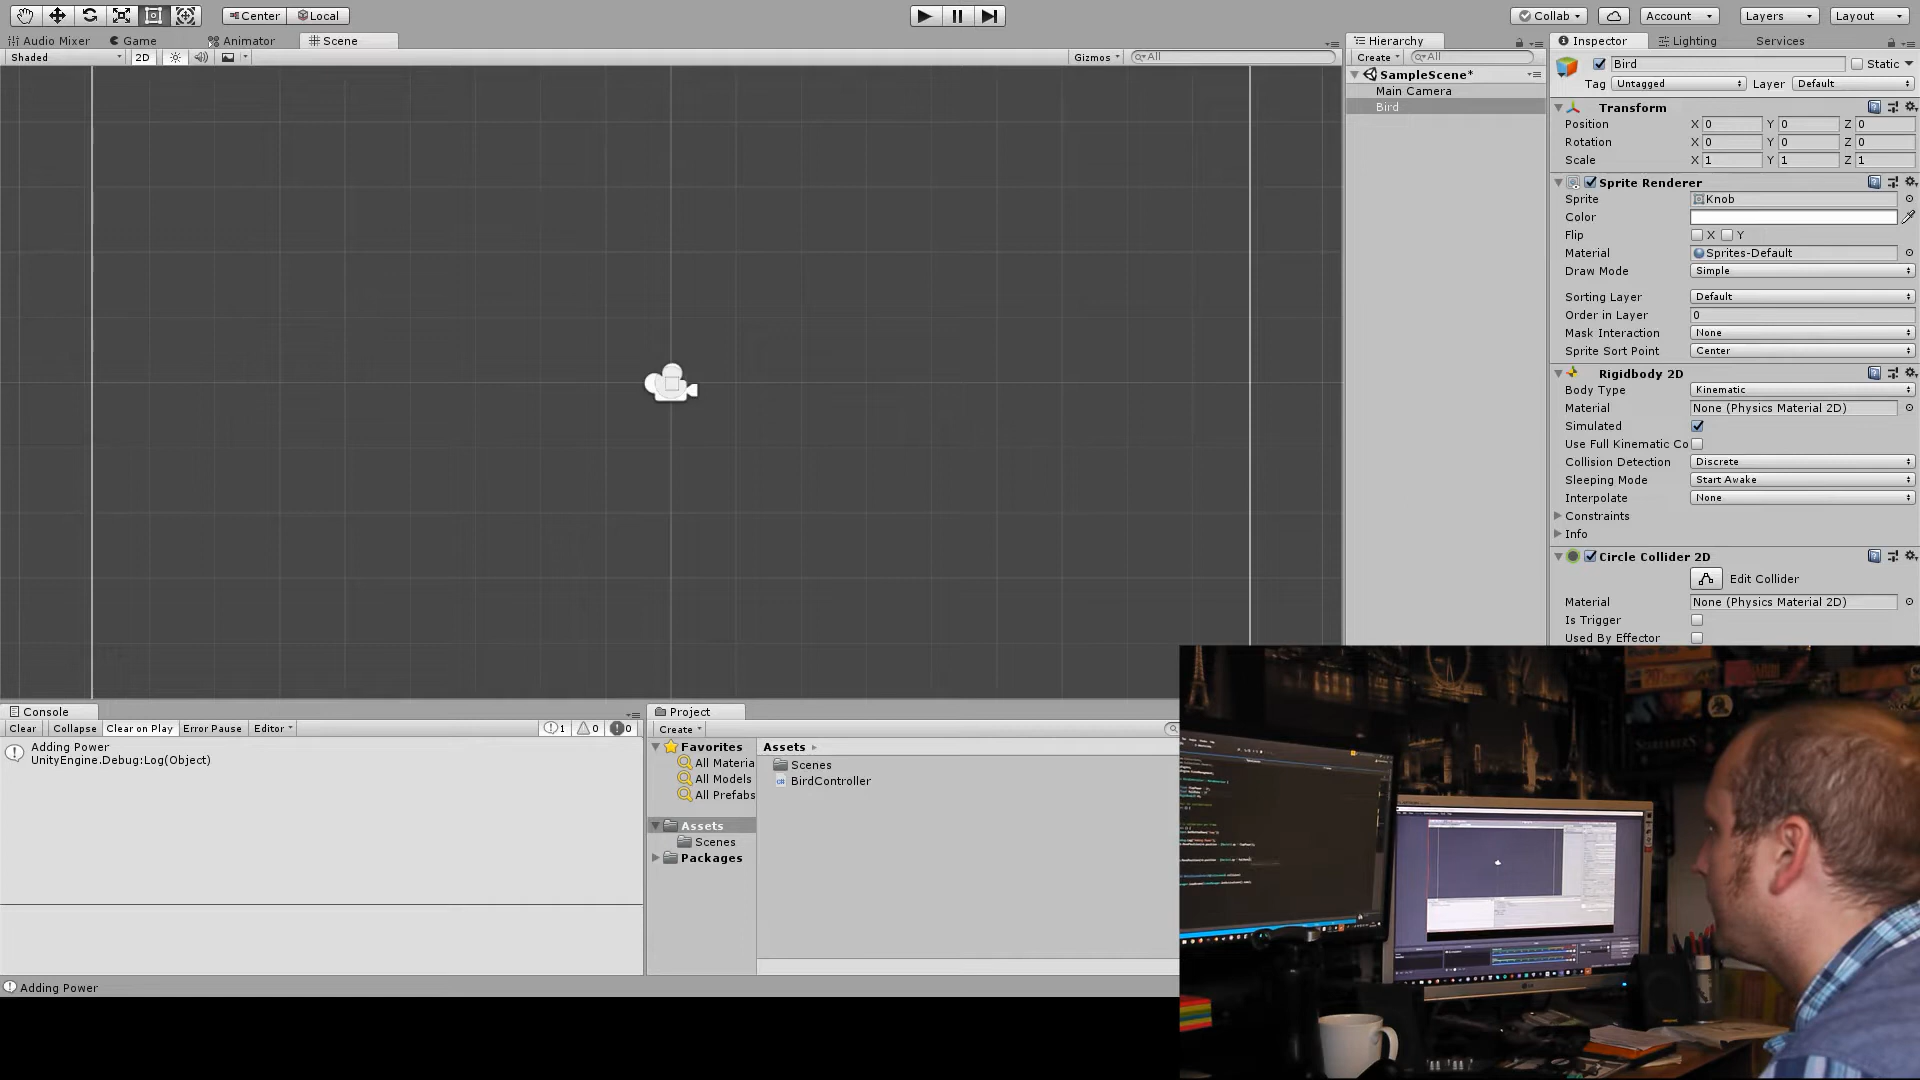 Center
Local
Collab
Account
Layers
Layout
Audio Mixer
Game
Animator
Scene
Shaded
2D
Gizmos
All
Hierarchy
Create
All
SampleScene*
Main Camera
Bird
Inspector
Lighting
Services
Bird
Static
Tag Untagged Layer Default
Transform
Position X 0 Y 0 Z 0
Rotation X 0 Y 0 Z 0
Scale X 1 Y 1 Z 1
Sprite Renderer
Sprite Knob
Color
Flip X Y
Material Sprites-Default
Draw Mode Simple
Sorting Layer Default
Order in Layer 0
Mask Interaction None
Sprite Sort Point Center
Rigidbody 2D
Body Type Kinematic
Material None (Physics Material 2D)
Simulated
Use Full Kinematic Co
Collision Detection Discrete
Sleeping Mode Start Awake
Interpolate None
Constraints
Info
Circle Collider 2D
Edit Collider
Material None (Physics Material 2D)
Is Trigger
Used By Effector
Console
Clear Collapse Clear on Play Error Pause Editor 1 0 0
Adding Power
UnityEngine.Debug:Log(Object)
Adding Power
Project
Create
Favorites
All Materia
All Models
All Prefabs
Assets
Scenes
Packages
Assets
Scenes
BirdController